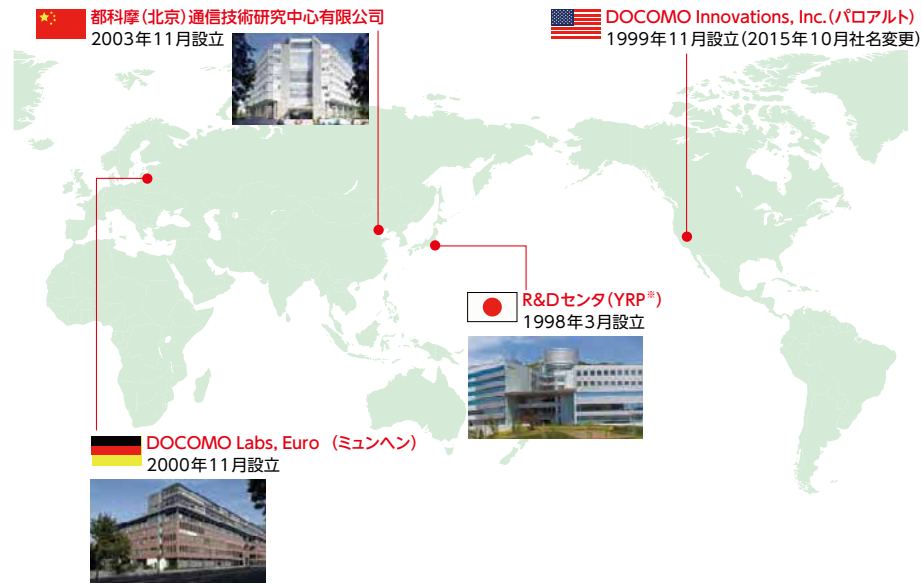 都科摩(北京)通信技術研究中心有限公司
2003年11月設立
DOCOMO Innovations, Inc.(パロアルト)
1999年11月設立(2015年10月社名変更)
R&Dセンタ(YRP※)
1998年3月設立
DOCOMO Labs, Euro (ミュンヘン)
2000年11月設立